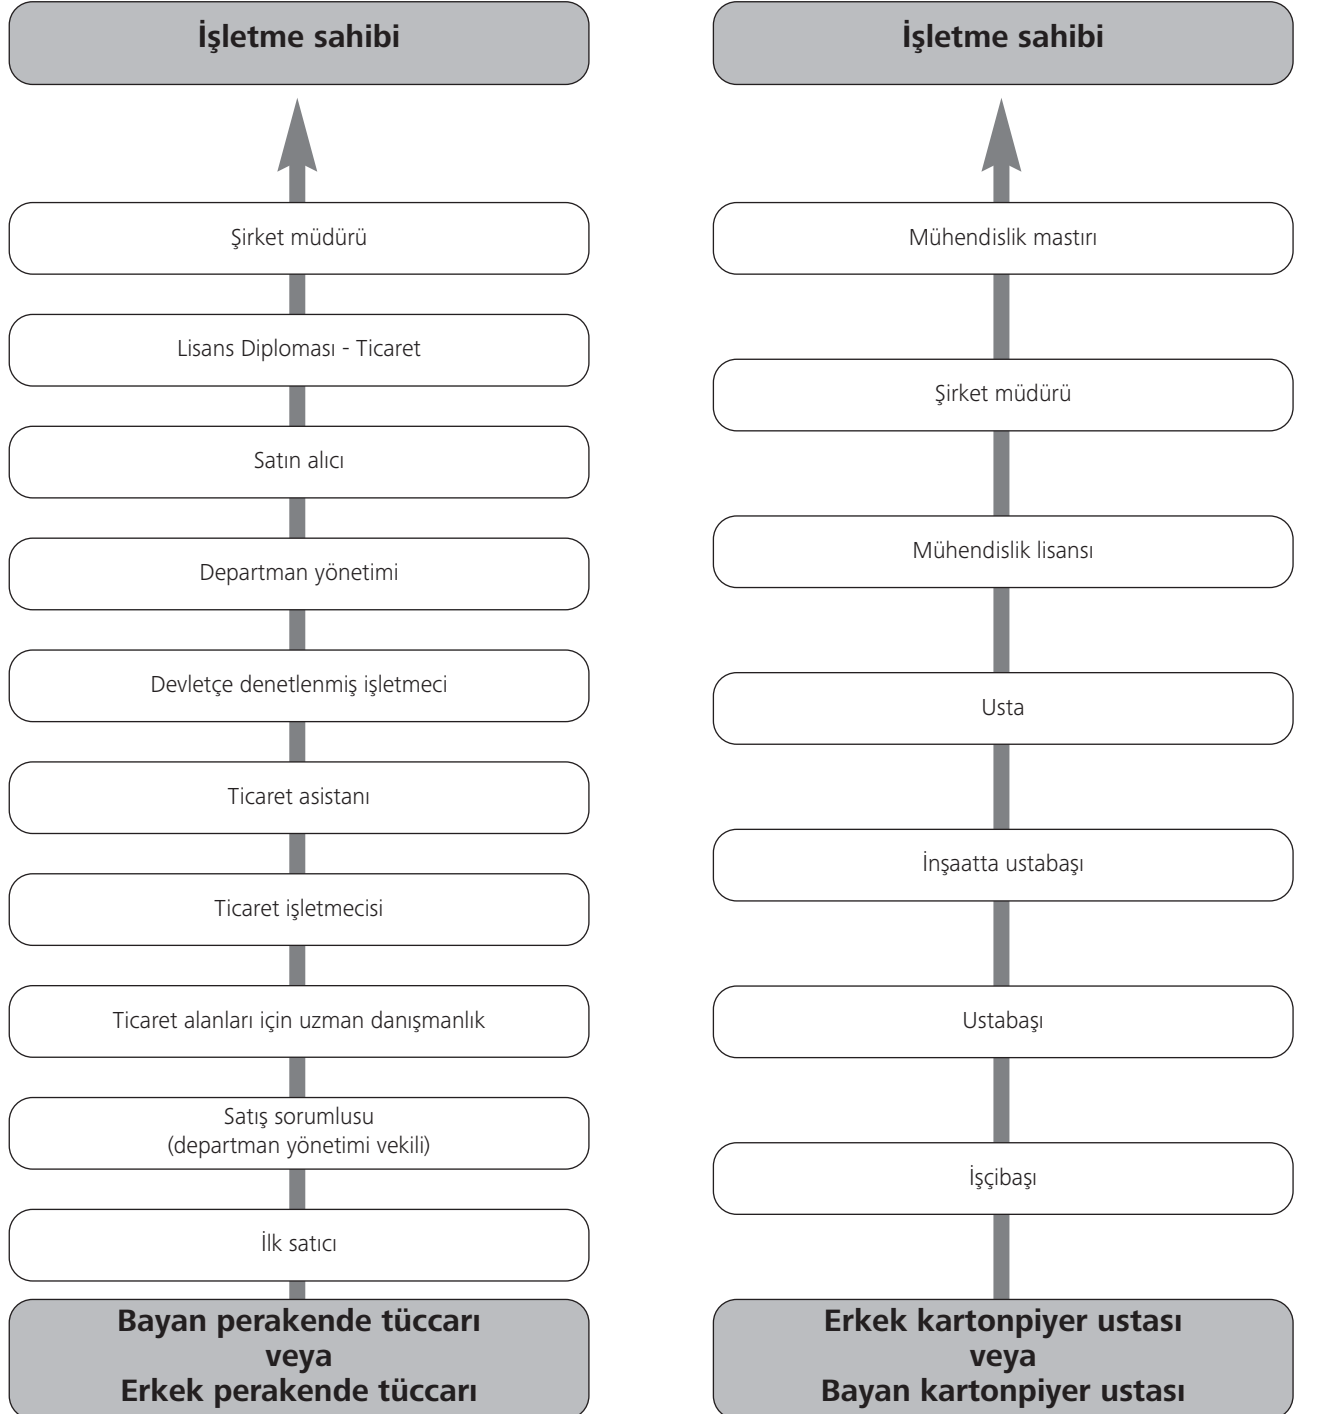 İşletme sahibi
Şirket müdürü
Lisans Diploması - Ticaret
Satın alıcı
Departman yönetimi
Devletçe denetlenmiş işletmeci
Ticaret asistanı
Ticaret işletmecisi
Ticaret alanları için uzman danışmanlık
Satış sorumlusu
(departman yönetimi vekili)
İlk satıcı
Bayan perakende tüccarı
veya
Erkek perakende tüccarı
İşletme sahibi
Mühendislik mastırı
Şirket müdürü
Mühendislik lisansı
Usta
İnşaatta ustabaşı
Ustabaşı
İşçibaşı
Erkek kartonpiyer ustası
veya
Bayan kartonpiyer ustası